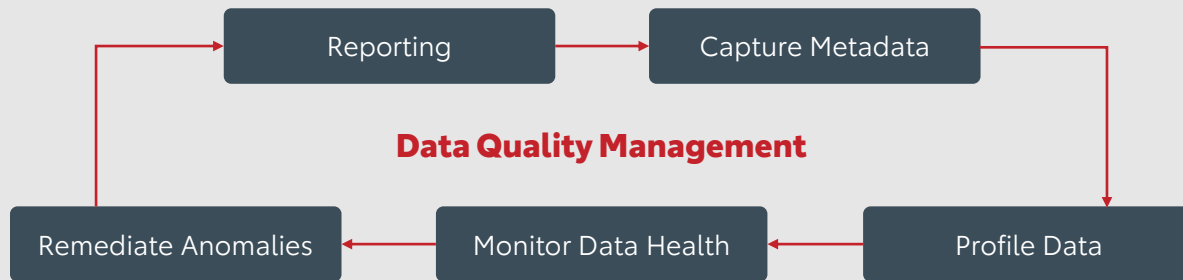 Reporting
Capture Metadata
Data Quality Management
Remediate Anomalies
Monitor Data Health
Profile Data